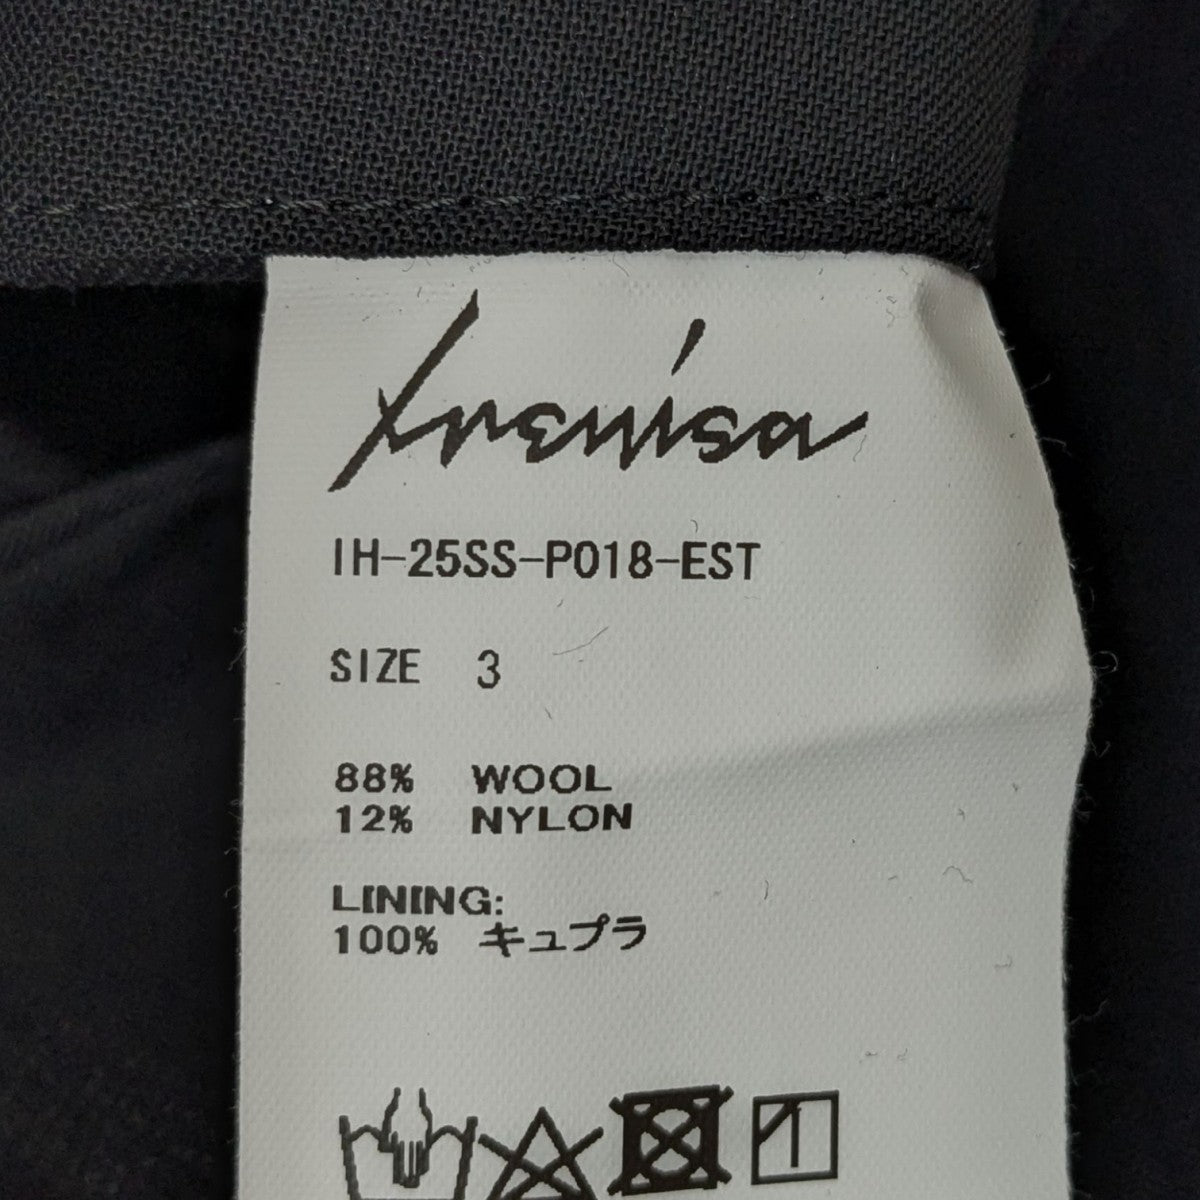 Irenisa
IH-25SS-P018-EST
SIZE 3
88% WOOL
12% NYLON
LINING:
100% キュプラ